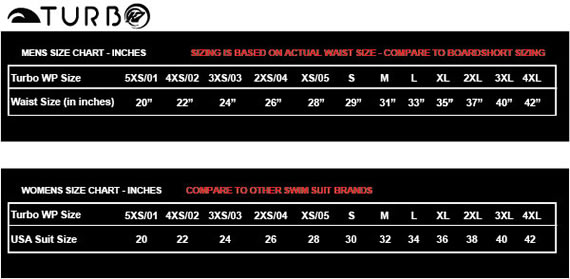 TURBO
MENS SIZE CHART - INCHES SIZING IS BASED ON ACTUAL WAIST SIZE - COMPARE TO BOARDSHORT SIZING
Turbo WP Size 5XS/01 4XS/02 3XS/03 2XS/04 XS/05 S M L XL 2XL 3XL 4XL
Waist Size (in inches) 20” 22” 24” 26” 28” 29” 31” 33” 35” 37” 40” 42”
WOMENS SIZE CHART - INCHES COMPARE TO OTHER SWIM SUIT BRANDS
Turbo WP Size 5XS/01 4XS/02 3XS/03 2XS/04 XS/05 S M L XL 2XL 3XL 4XL
USA Suit Size 20 22 24 26 28 30 32 34 36 38 40 42